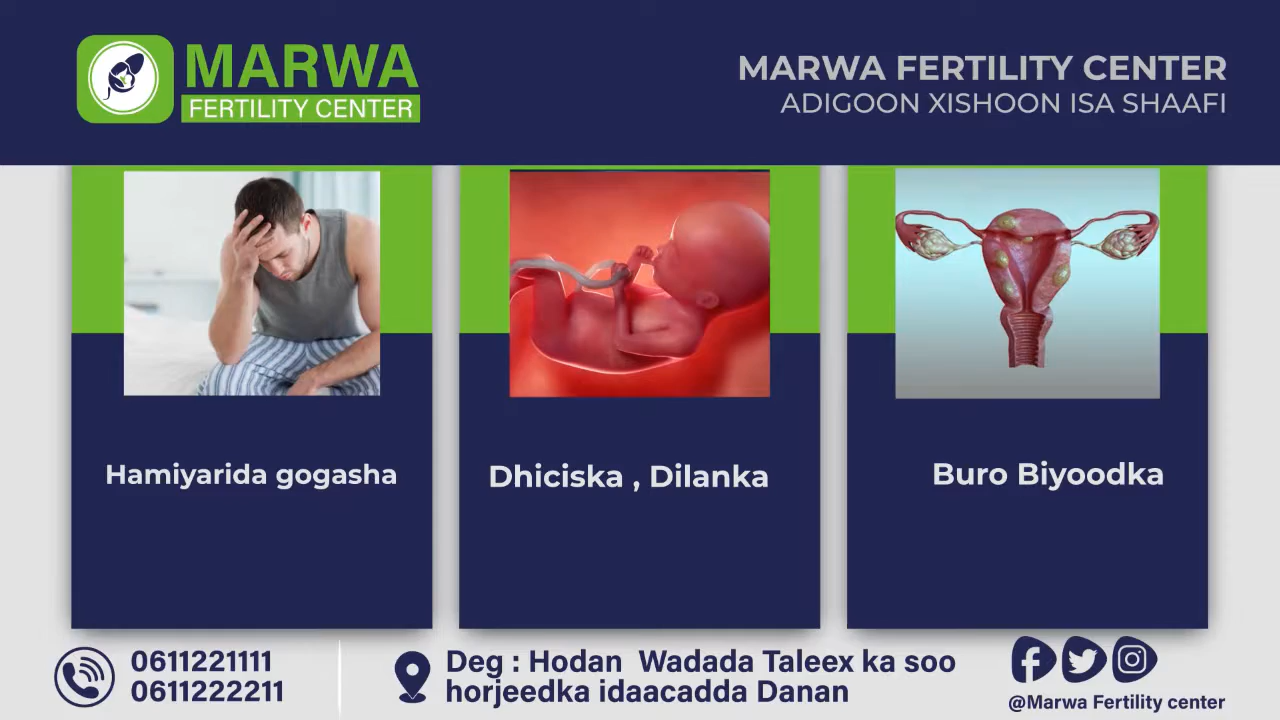 MARWA
FERTILITY CENTER
MARWA FERTILITY CENTER
ADIGOON XISHOON ISA SHAAFI
Hamiyarida gogasha
Dhiciska , Dilanka
Buro Biyoodka
0611221111
0611222211
Deg : Hodan Wadada Taleex ka soo
horjeedka idaacadda Danan
@Marwa Fertility center